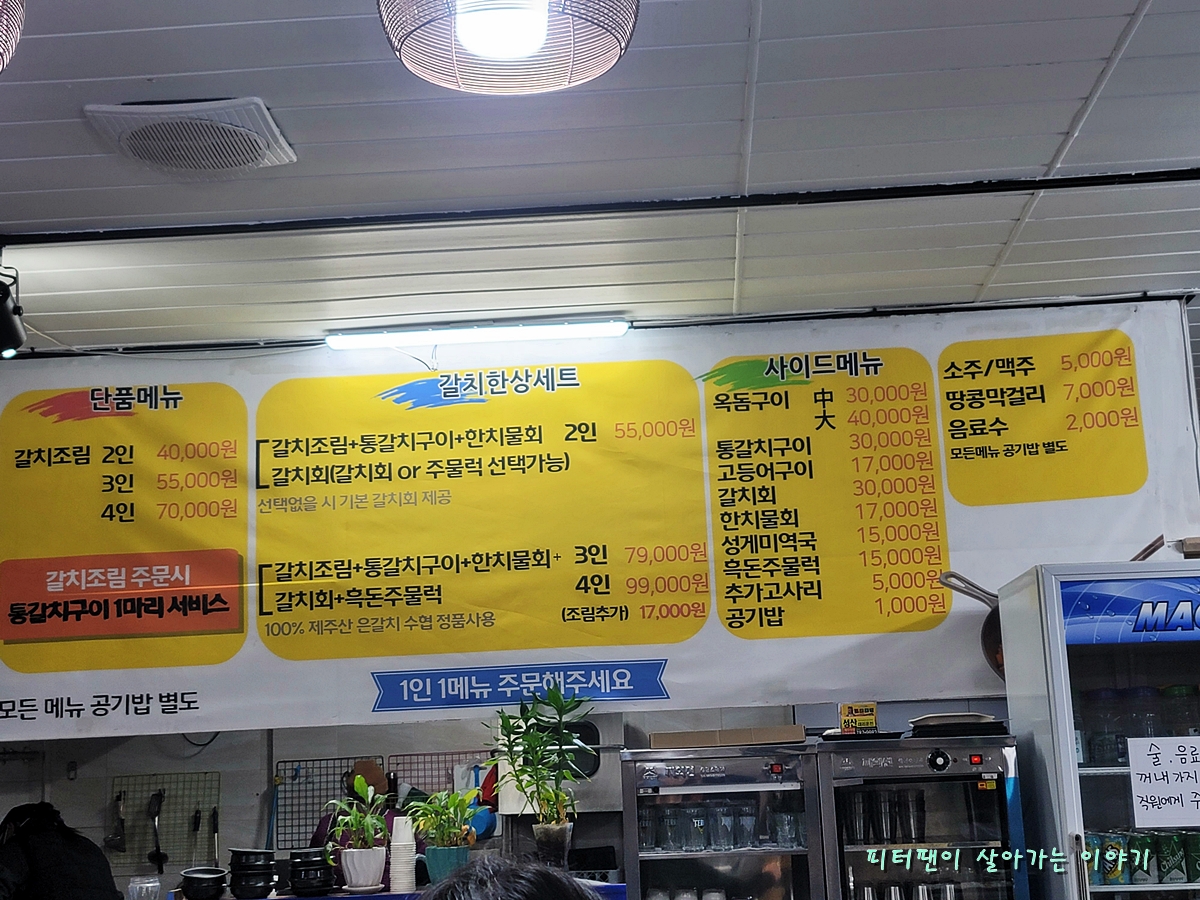 단품메뉴
갈치조림 2인 40,000원
3인 55,000원
4인 70,000원
갈치조림 주문시
통갈치구이 1마리 서비스
모든 메뉴 공기밥 별도
갈치한상세트
갈치조림+통갈치구이+한치물회 2인 55,000원
갈치회(갈치회 or 주물럭 선택가능)
선택없을 시 기본 갈치회 제공
갈치조림+통갈치구이+한치물회+ 3인 79,000원
갈치회+흑돈주물럭 4인 99,000원
100% 제주산 은갈치 수협 정품사용 (조림추가) 17,000원
1인 1메뉴 주문해주세요
사이드메뉴
옥돔구이 中 30,000원
大 40,000원
통갈치구이 30,000원
고등어구이 17,000원
갈치회 30,000원
한치물회 17,000원
성게미역국 15,000원
흑돈주물럭 15,000원
추가고사리 5,000원
공기밥 1,000원
소주/맥주 5,000원
땅콩막걸리 7,000원
음료수 2,000원
모든메뉴 공기밥 별도
성산
술, 음료
꺼내가지
직원에게
피터팬이 살아가는 이야기